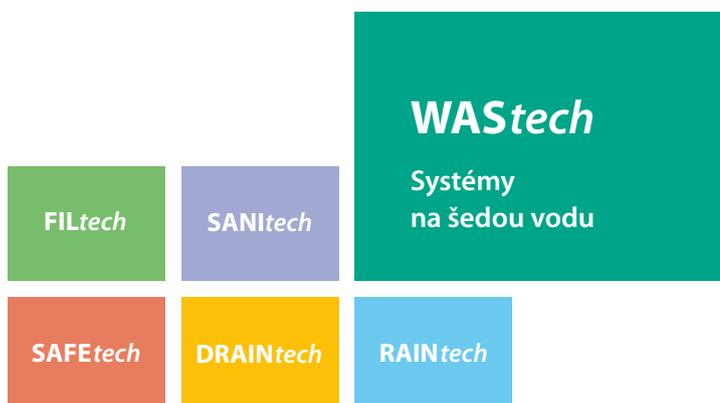 WAStech
Systémy
na šedou vodu
FILtech
SANItech
SAFEtech
DRAINtech
RAINtech